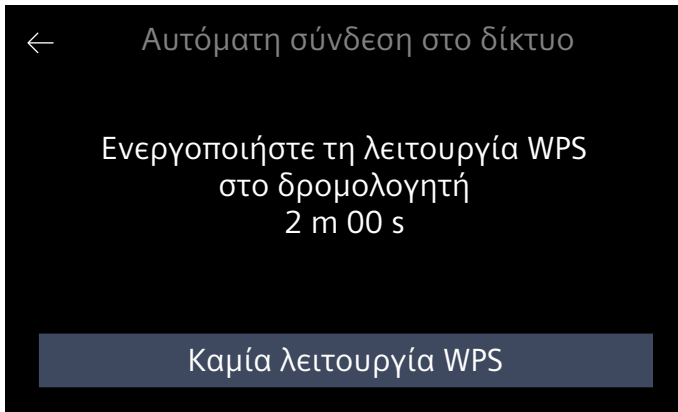 Αυτόματη σύνδεση στο δίκτυο
Ενεργοποιήστε τη λειτουργία WPS
στο δρομολογητή
2 m 00 s
Καμία λειτουργία WPS